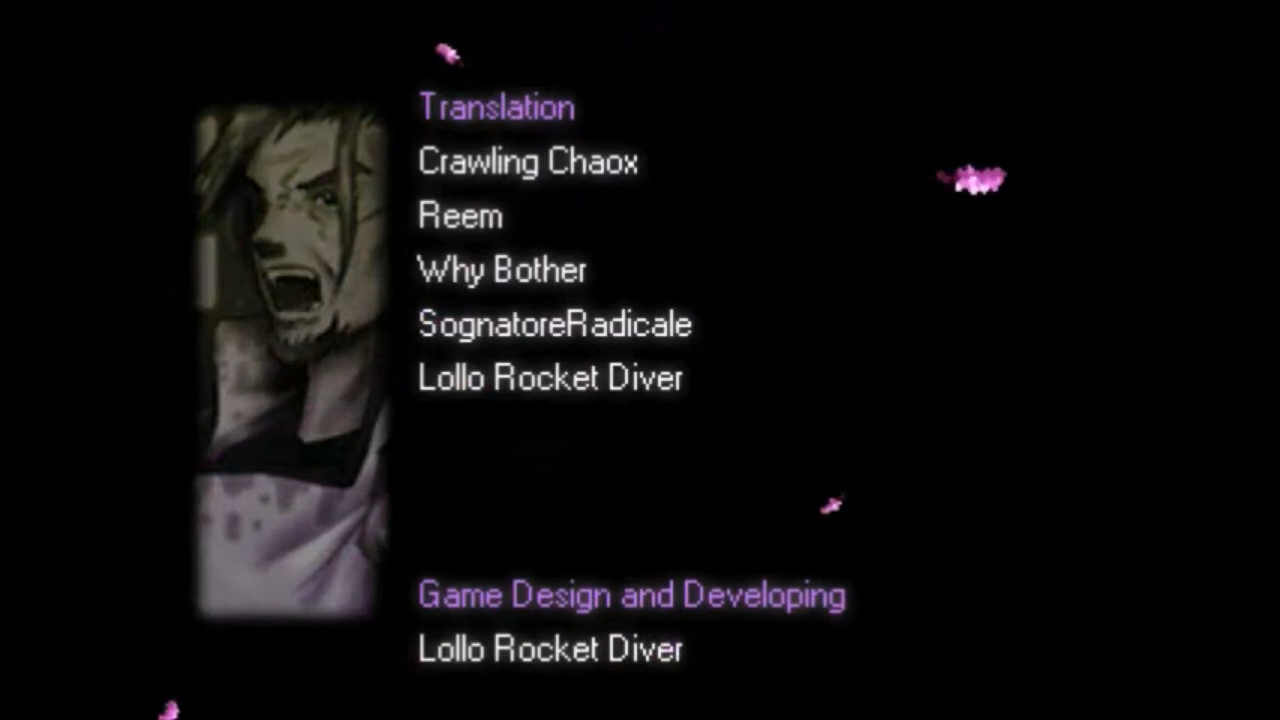 Translation
Crawling Chaox
Reem
Why Bother
SognatoreRadicale
Lollo Rocket Diver
Game Design and Developing
Lollo Rocket Diver